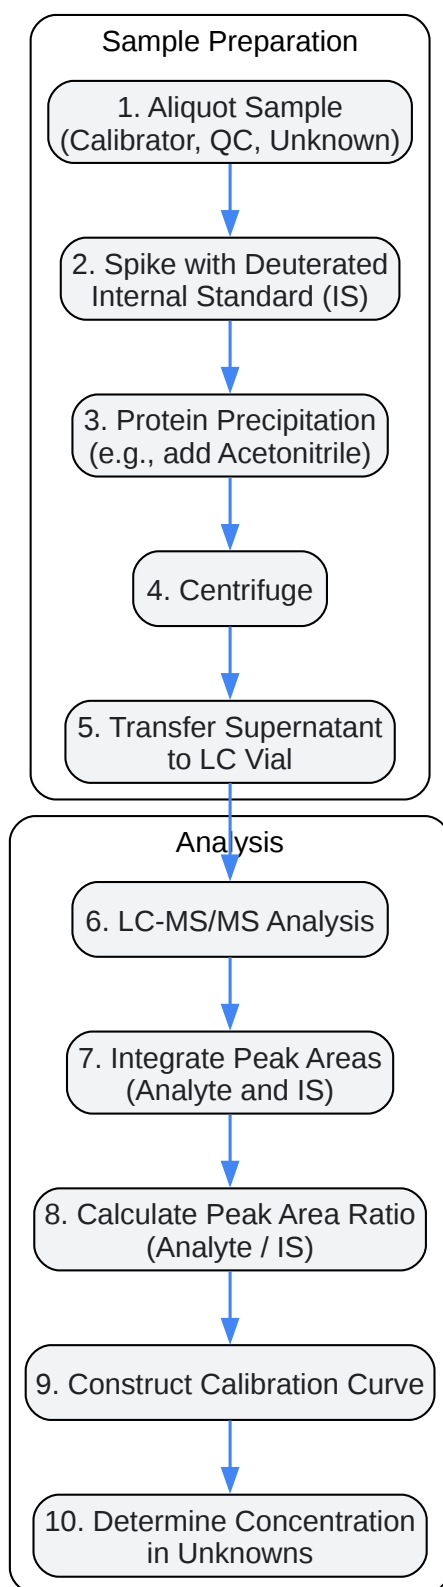 Sample Preparation
1. Aliquot Sample
(Calibrator, QC, Unknown)
2. Spike with Deuterated
Internal Standard (IS)
3. Protein Precipitation
(e.g., add Acetonitrile)
4. Centrifuge
5. Transfer Supernatant
to LC Vial
Analysis
6. LC-MS/MS Analysis
7. Integrate Peak Areas
(Analyte and IS)
8. Calculate Peak Area Ratio
(Analyte / IS)
9. Construct Calibration Curve
10. Determine Concentration
in Unknowns